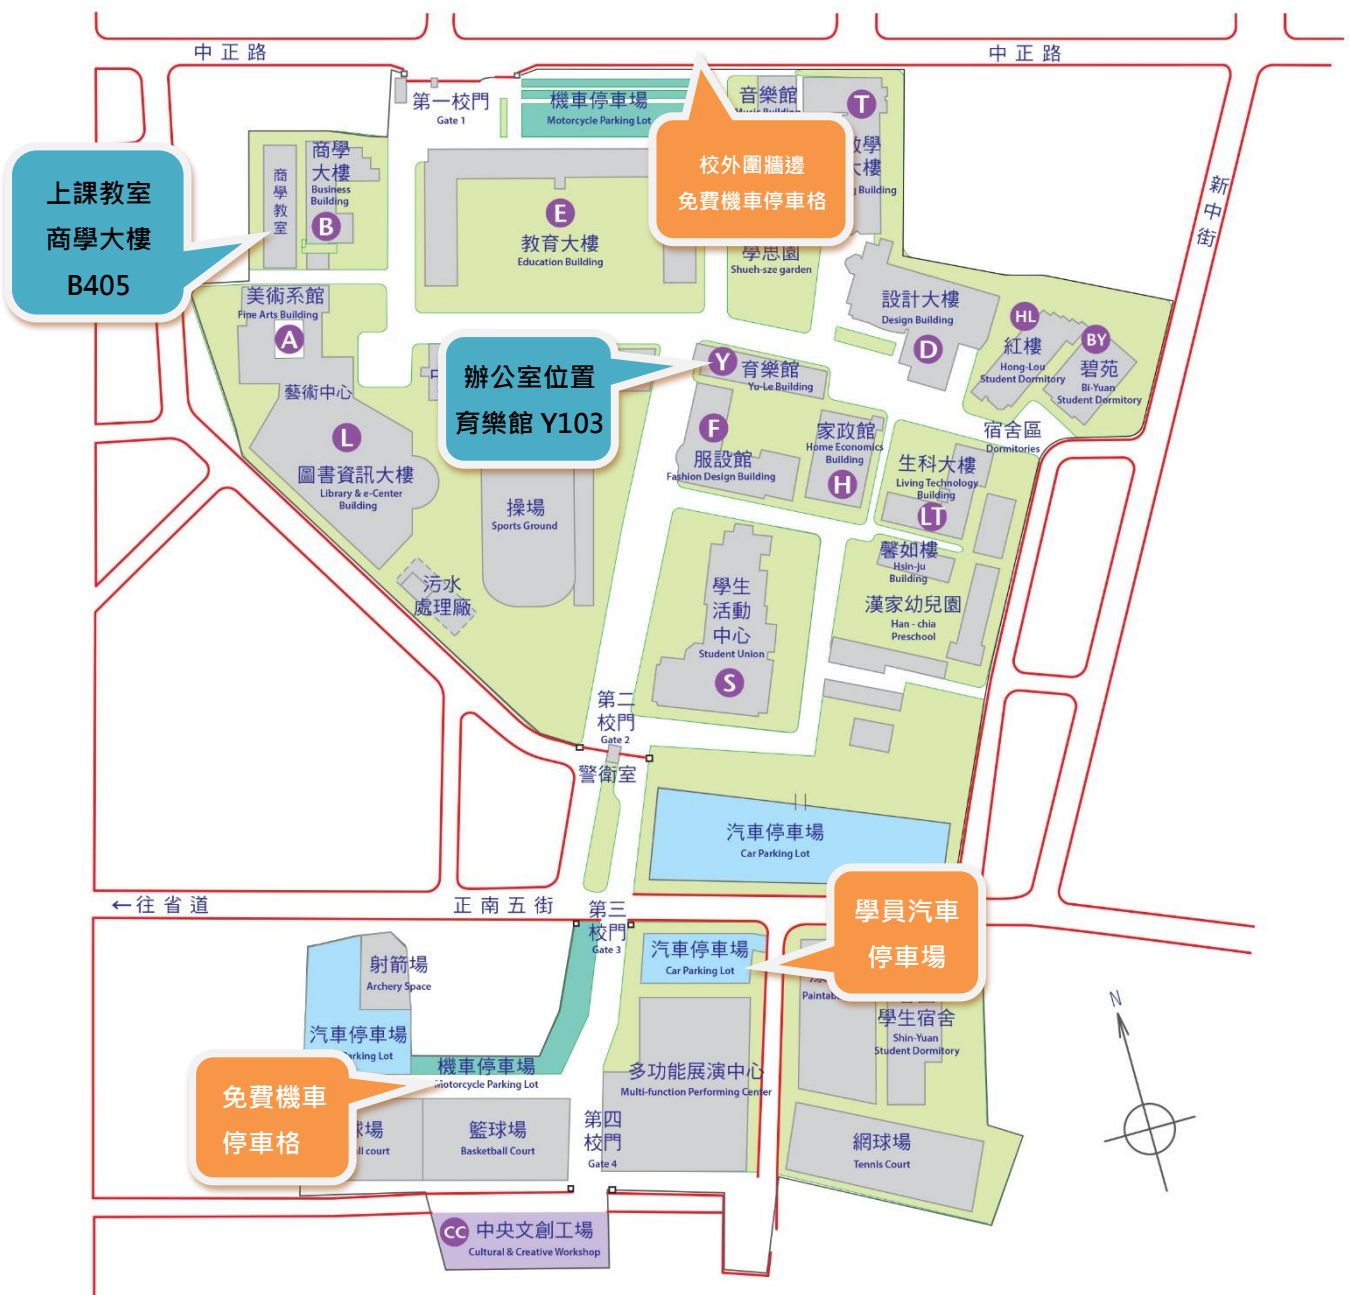 中正路
中正路
第一校門
Gate 1
機車停車場
Motorcycle Parking Lot
音樂館
T
校外圍牆邊
免費機車停車格
Building
新中街
上課教室
商學大樓
B405
商學
大樓
Business
Building
B
商學教室
E
教育大樓
Education Building
學思園
Shueh-sze garden
美術系館
Fine Arts Building
A
設計大樓
Design Building
D
HL
紅樓
Hong-Lou
Student Dormitory
BY
碧苑
Bi-Yuan
Student Dormitory
辦公室位置
育樂館 Y103
Y
育樂館
Yu-Le Building
藝術中心
L
圖書資訊大樓
Library & e-Center
Building
F
服設館
Fashion Design Building
家政館
Home Economics
Building
H
宿舍區
Dormitories
生科大樓
Living Technology
Building
LT
操場
Sports Ground
馨如樓
Hsin-ju
Building
污水
處理廠
學生
活動
中心
Student Union
S
漢家幼兒園
Han - chia
Preschool
第二
校門
Gate 2
警衛室
汽車停車場
Car Parking Lot
←往省道
正南五街
第三
校門
Gate 3
學員汽車
停車場
汽車停車場
Car Parking Lot
射箭場
Archery Space
汽車停車場
arking Lot
學生宿舍
Shin-Yuan
Student Dormitory
N
機車停車場
Motorcycle Parking Lot
多功能展演中心
Multi-function Performing Center
免費機車
停車格
球場
court
籃球場
Basketball Court
第四
校門
Gate 4
網球場
Tennis Court
CC
中央文創工場
Cultural & Creative Workshop